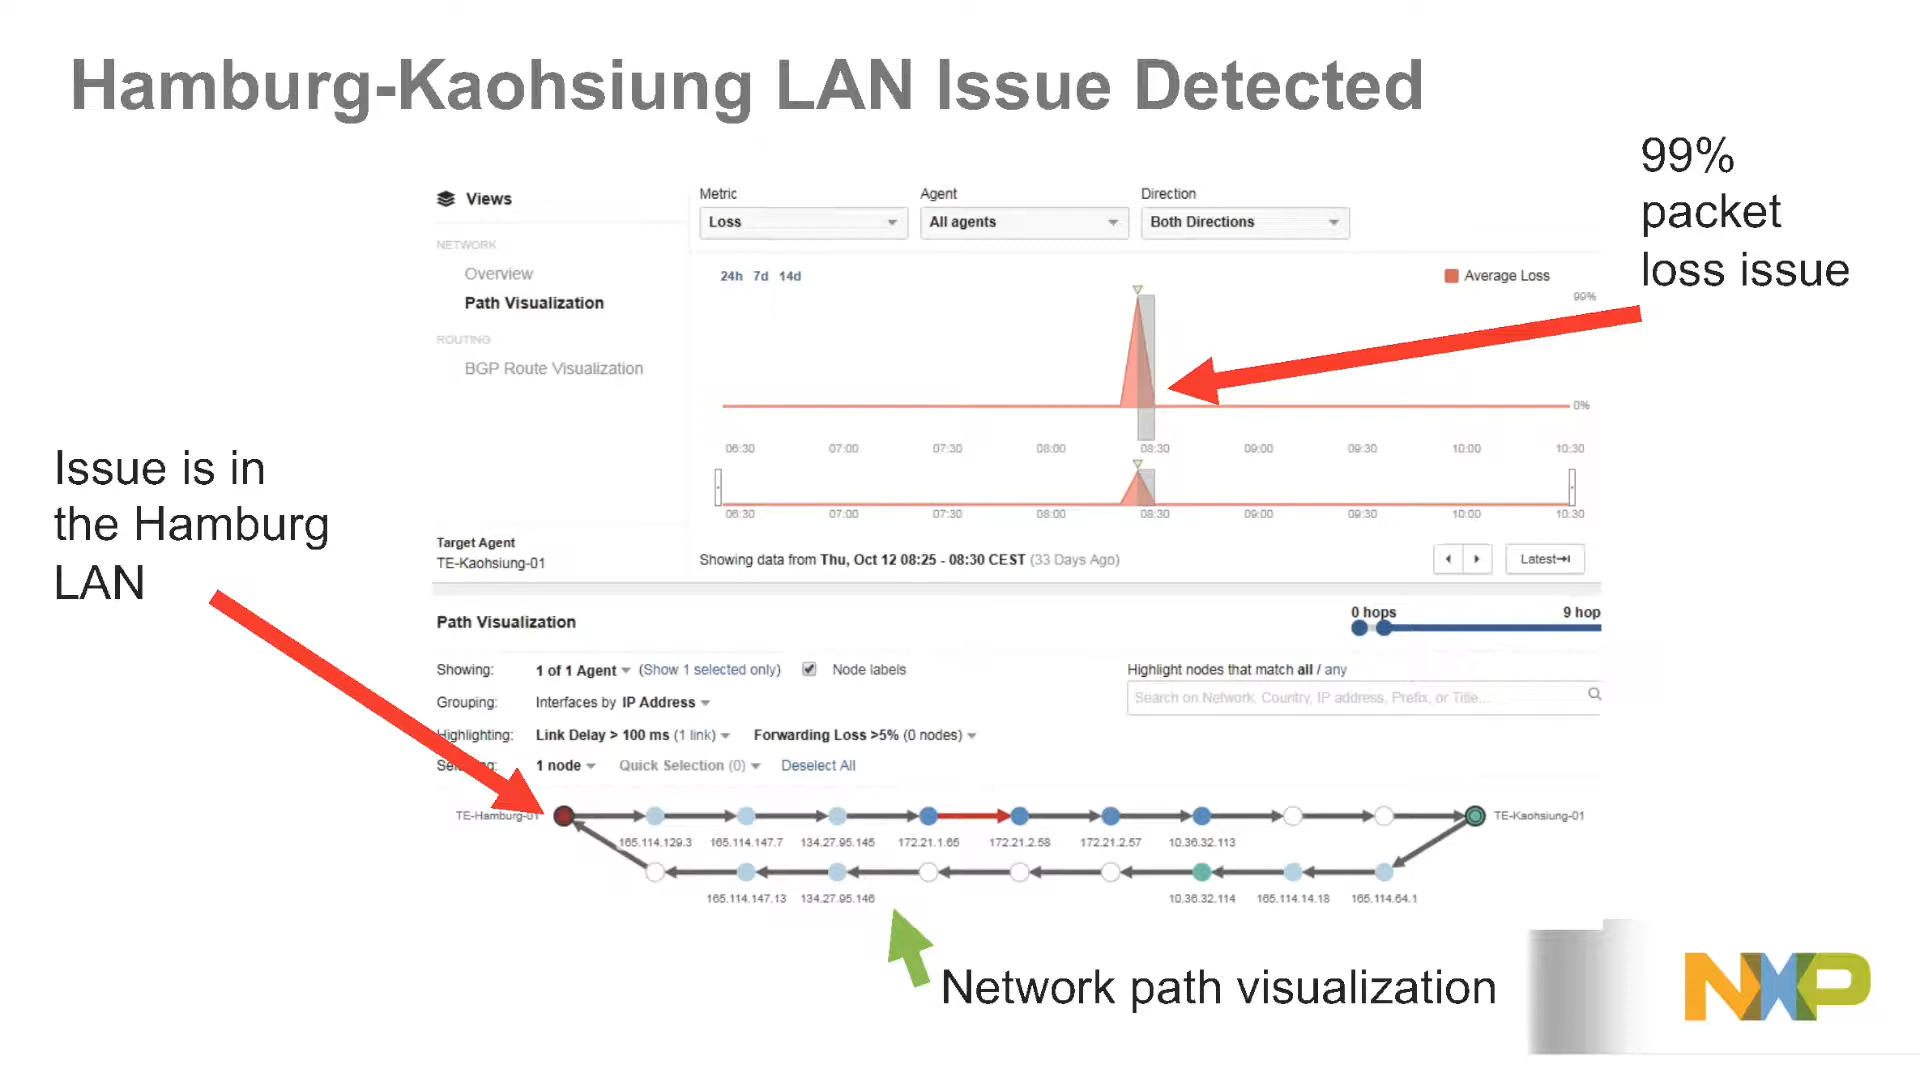 Hamburg-Kaohsiung LAN Issue Detected
99%
packet
loss issue
Views
NETWORK
Overview
Path Visualization
ROUTING
BGP Route Visualization
Metric
Loss
Agent
All agents
Direction
Both Directions
24h 7d 14d
Average Loss
99%
0%
06:30 07:00 07:30 08:00 08:30 09:00 09:30 10:00 10:30
06:30 07:00 07:30 08:00 08:30 09:00 09:30 10:00 10:30
Issue is in
the Hamburg
LAN
Target Agent
TE-Kaohsiung-01
Showing data from Thu, Oct 12 08:25 - 08:30 CEST (33 Days Ago)
Latest
Path Visualization
0 hops 9 hop
Showing: 1 of 1 Agent (Show 1 selected only) Node labels
Highlight nodes that match all / any
Search on Network, Country, IP address, Prefix, or Title...
Grouping: Interfaces by IP Address
Highlighting: Link Delay > 100 ms (1 link) Forwarding Loss >5% (0 nodes)
1 node Quick Selection (0) Deselect All
TE-Hamburg-01 TE-Kaohsiung-01
165.114.129.3 165.114.147.7 134.27.95.145 172.21.1.65 172.21.2.58 172.21.2.57 10.36.32.113
165.114.147.13 134.27.95.146 10.36.32.114 165.114.14.18 165.114.64.1
Network path visualization
NXP